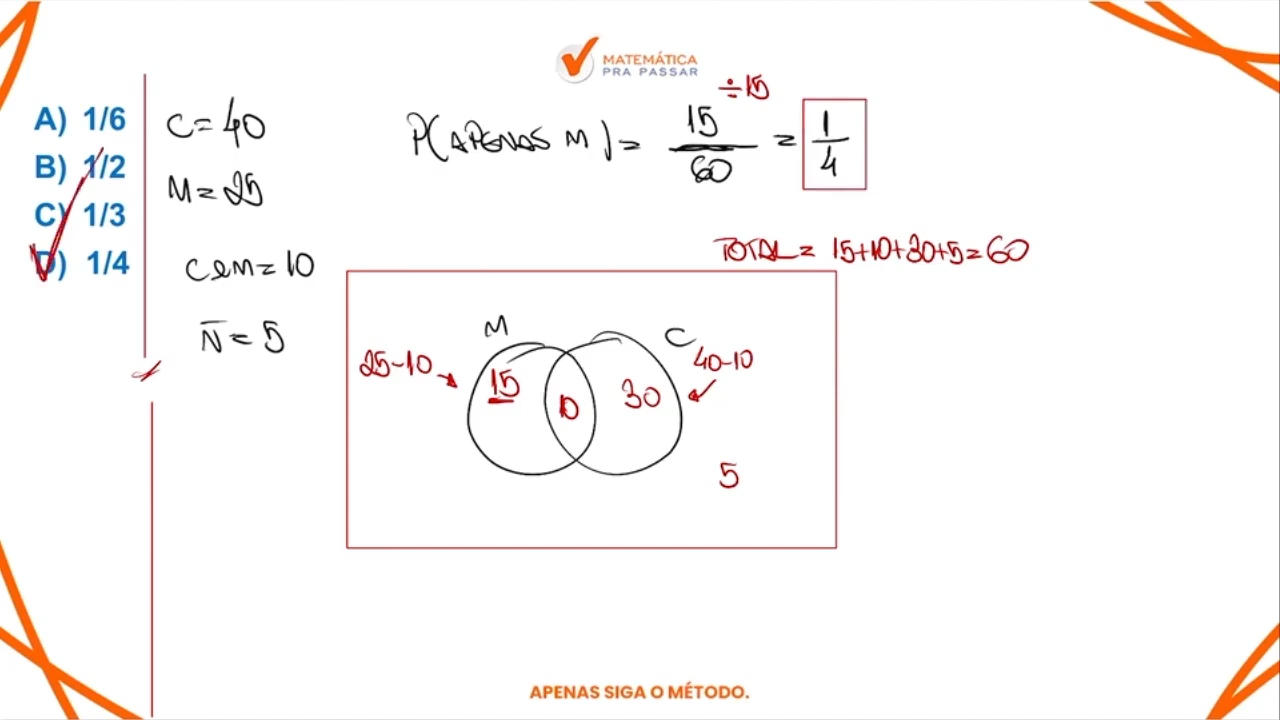 MATEMÁTICA
PRA PASSAR
A) 1/6
B) 1/2
C) 1/3
D) 1/4
C = 40
M = 25
C e M = 10
N̅ = 5
÷15
P( APENAS M ) = 15/60 = 1/4
TOTAL = 15+10+30+5 = 60
M
C
25-10
40-10
15
10
30
5
APENAS SIGA O MÉTODO.